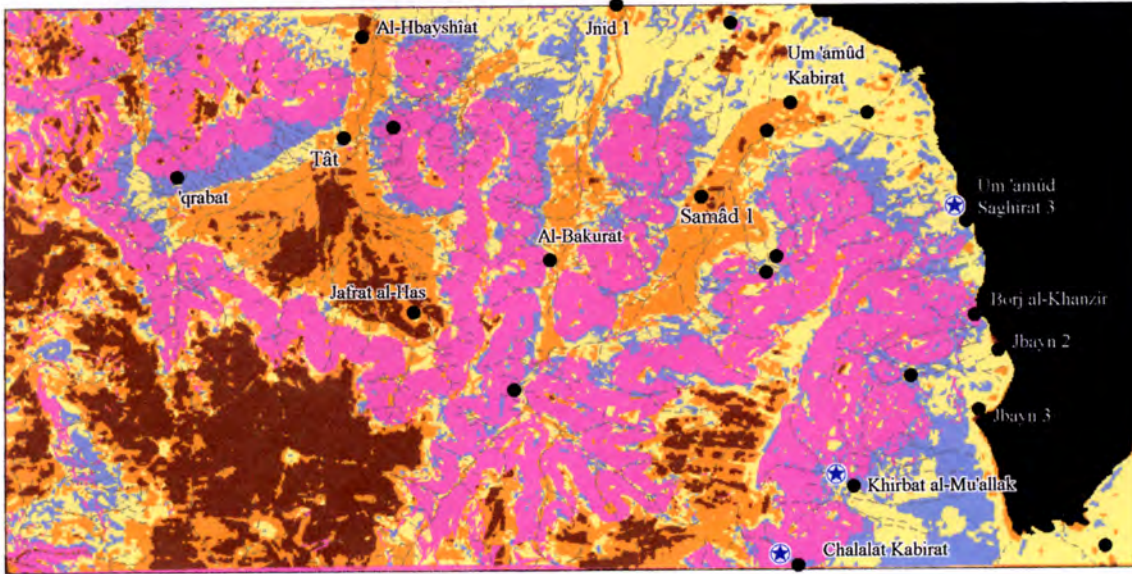 Al-Hbayshîat
Jnid 1
Um 'amûd
Kabirat
Tât
'qrabat
Samâd 1
Um 'amûd
Saghirat 3
Al-Bakurat
Jafrat al-Has
Borj al-Khanzir
Jbayn 2
Jbayn 3
Khirbat al-Mu'allak
Chalalat Kabirat